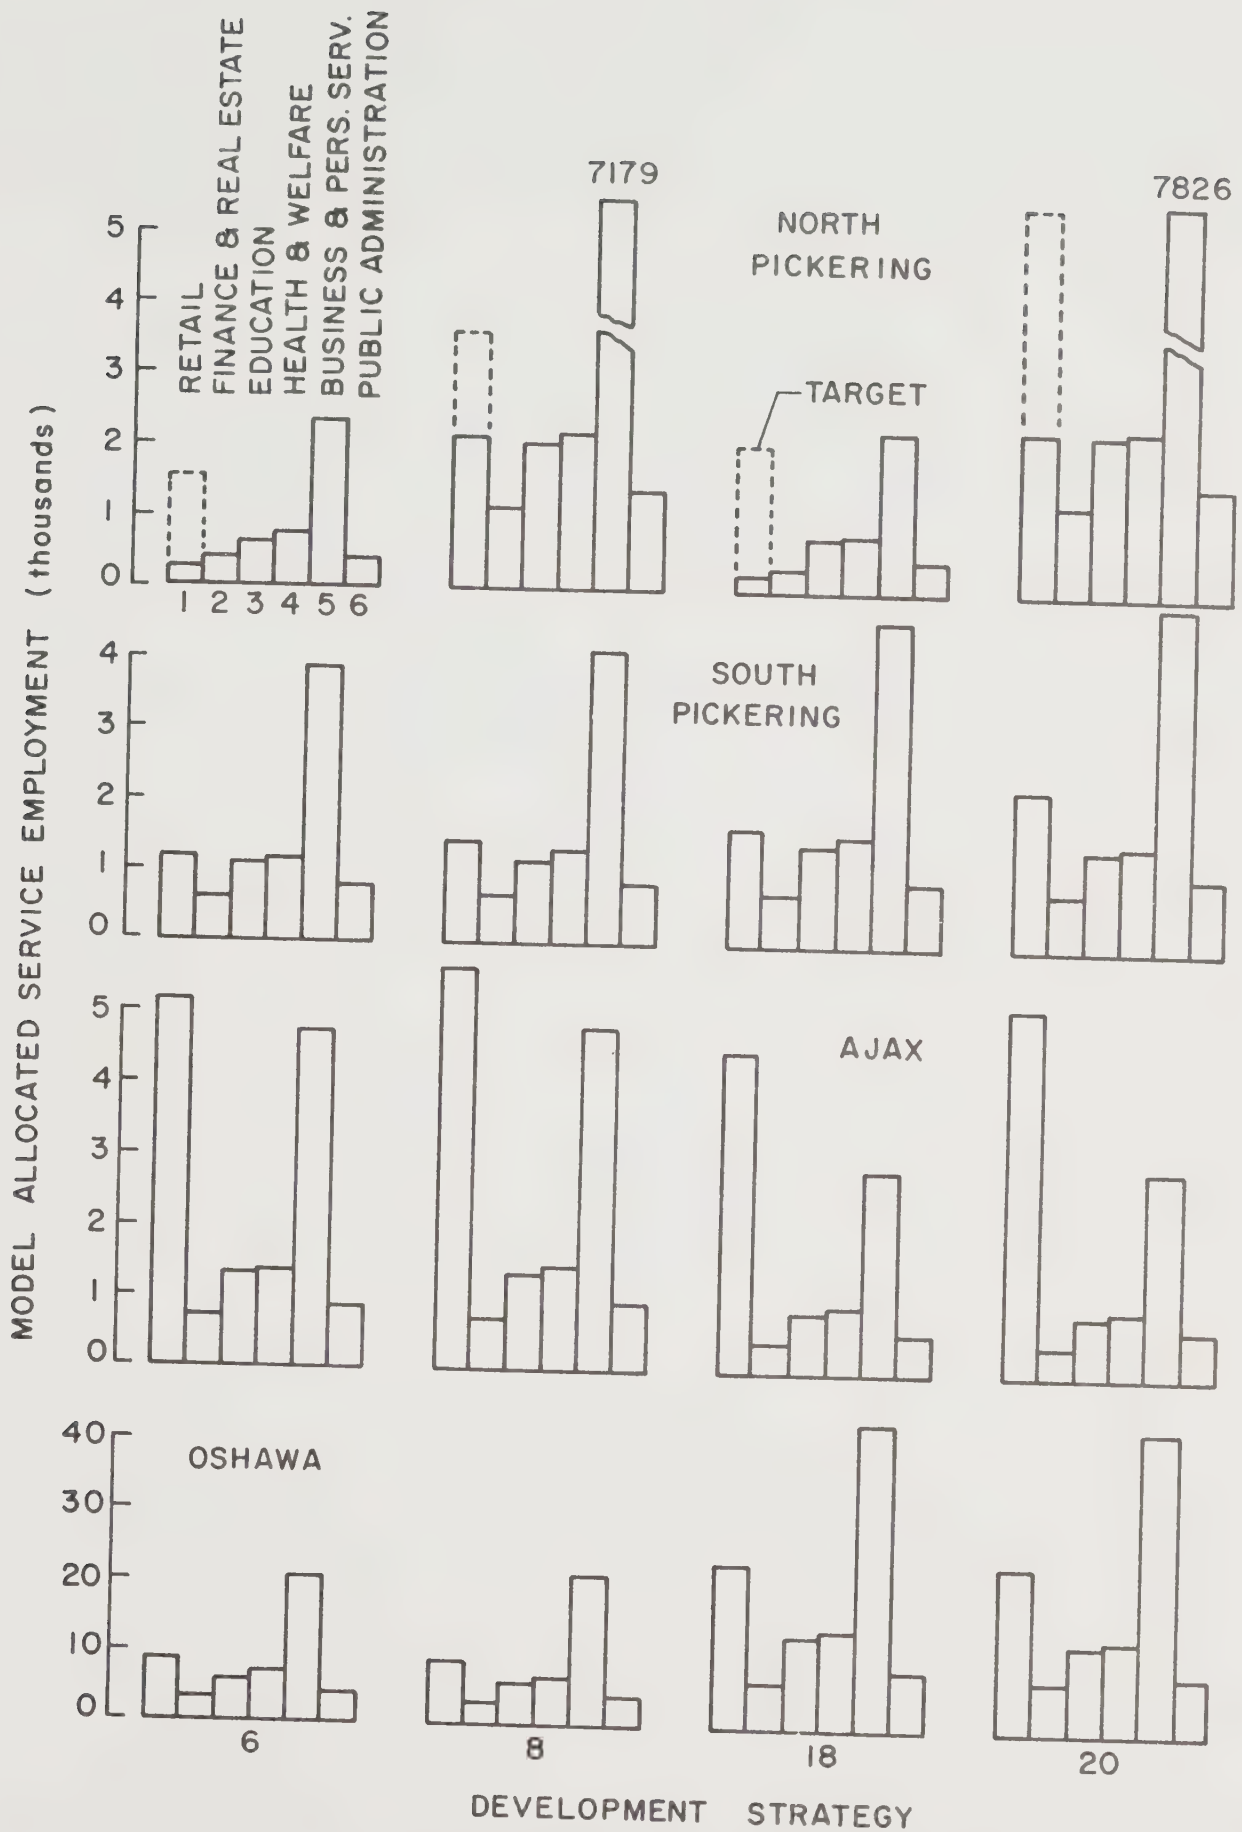 RETAIL
FINANCE & REAL ESTATE
EDUCATION
HEALTH & WELFARE
BUSINESS & PERS. SERV.
PUBLIC ADMINISTRATION
7179
7826
NORTH
PICKERING
TARGET
5
4
3
2
1
0
1 2 3 4 5 6
SOUTH
PICKERING
4
3
2
1
0
AJAX
5
4
3
2
1
0
OSHAWA
40
30
20
10
0
6 8 18 20
DEVELOPMENT STRATEGY
MODEL ALLOCATED SERVICE EMPLOYMENT (thousands)